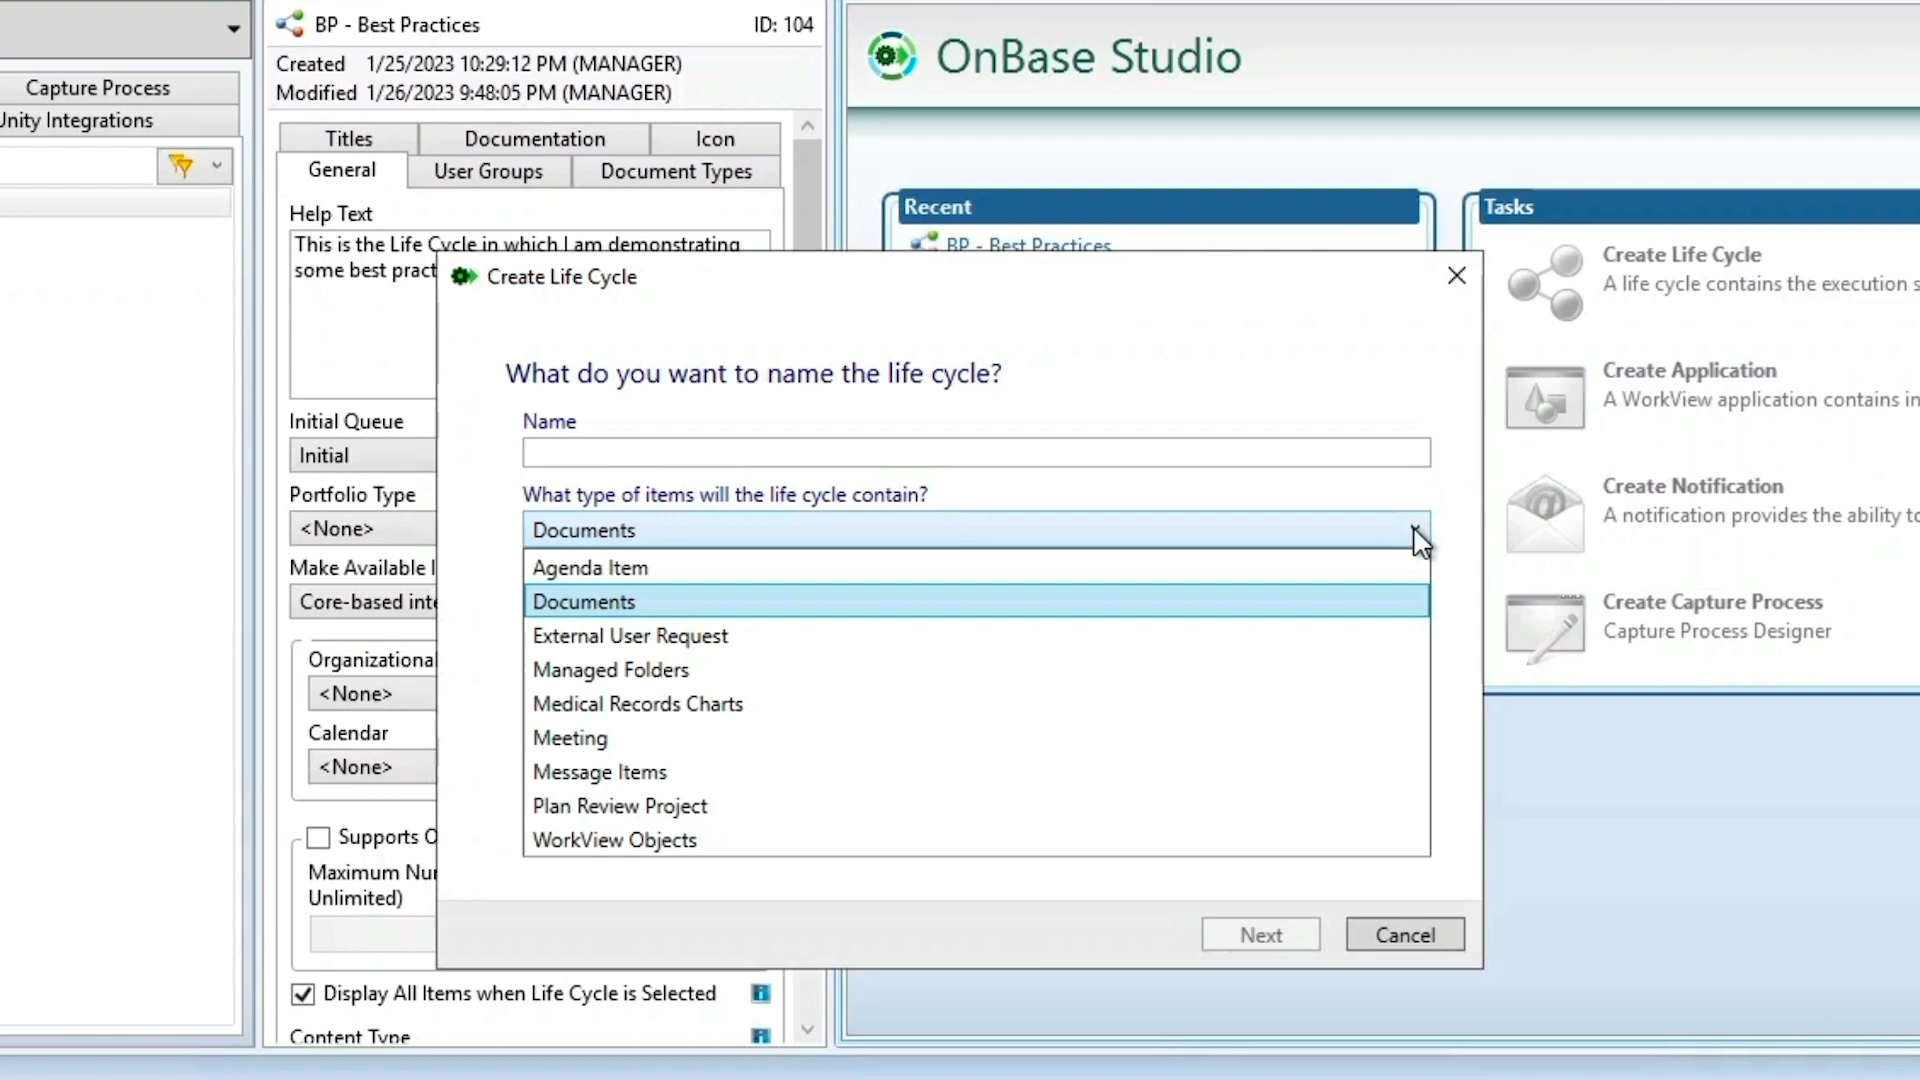 Capture Process
Unity Integrations
BP - Best Practices
ID: 104
Created 1/25/2023 10:29:12 PM (MANAGER)
Modified 1/26/2023 9:48:05 PM (MANAGER)
Titles
Documentation
Icon
General
User Groups
Document Types
Help Text
This is the Life Cycle in which I am demonstrating
some best pract
Initial Queue
Initial
Portfolio Type
<None>
Make Available I
Core-based inte
Organizational
<None>
Calendar
<None>
Supports O
Maximum Nu
Unlimited)
Display All Items when Life Cycle is Selected
Content Type
OnBase Studio
Recent
BP - Best Practices
Tasks
Create Life Cycle
A life cycle contains the execution s
Create Application
A WorkView application contains in
Create Notification
A notification provides the ability to
Create Capture Process
Capture Process Designer
Create Life Cycle
What do you want to name the life cycle?
Name
What type of items will the life cycle contain?
Documents
Agenda Item
Documents
External User Request
Managed Folders
Medical Records Charts
Meeting
Message Items
Plan Review Project
WorkView Objects
Next
Cancel